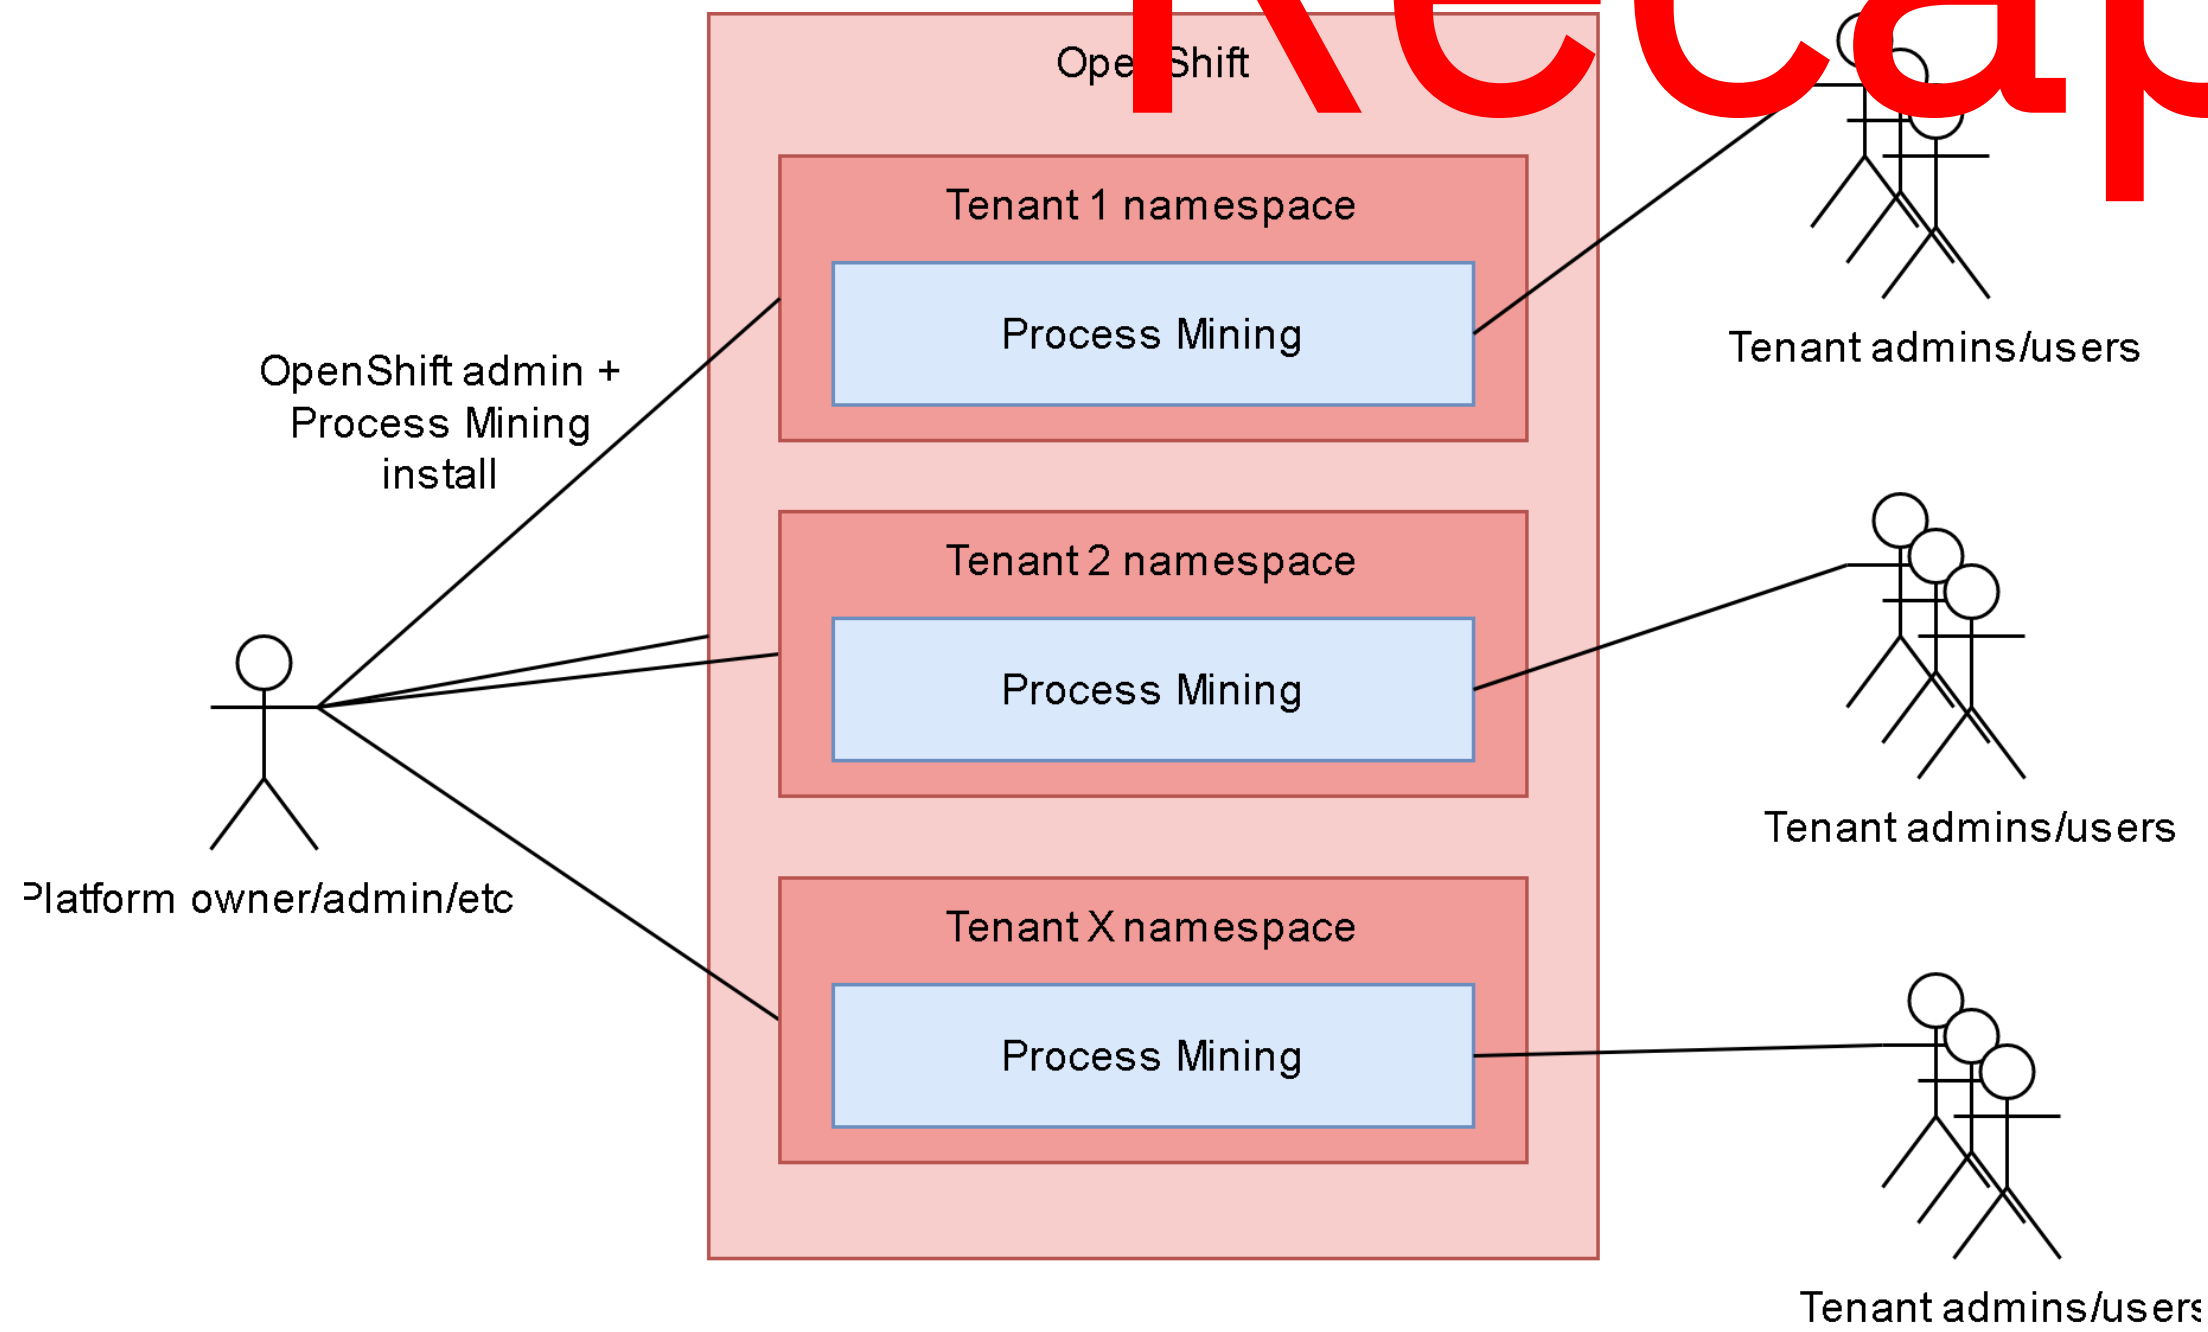 Recap
OpenShift
Tenant 1 namespace
Process Mining
Tenant admins/users
OpenShift admin +
Process Mining
install
Tenant 2 namespace
Process Mining
Tenant admins/users
Platform owner/admin/etc
Tenant X namespace
Process Mining
Tenant admins/users